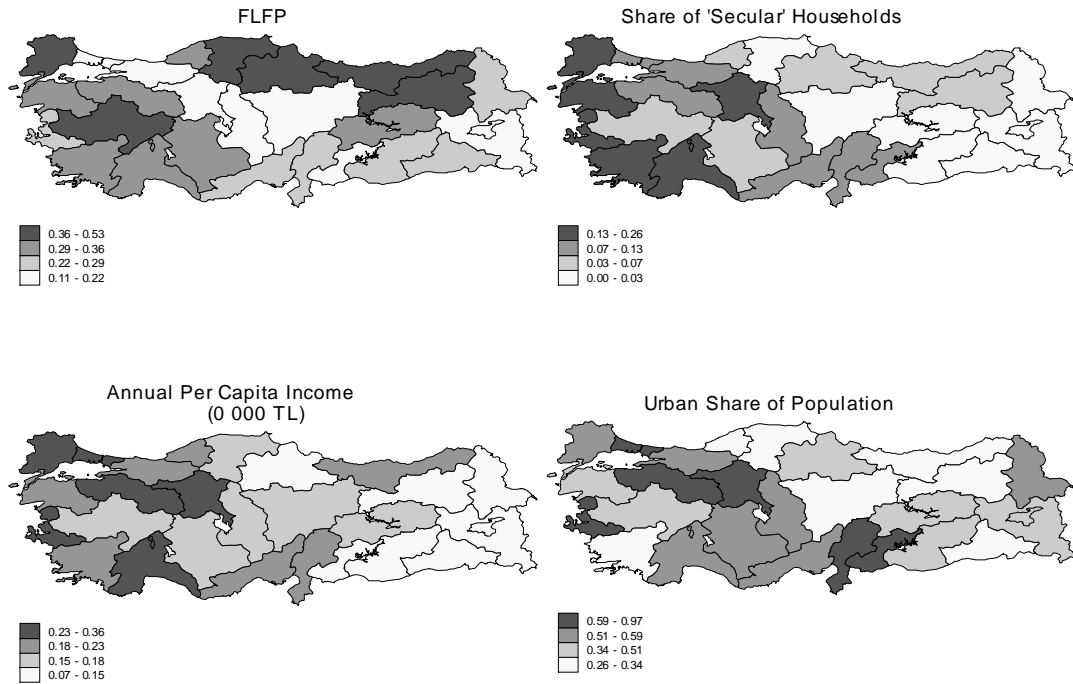 FLFP
0.36 - 0.53
0.29 - 0.36
0.22 - 0.29
0.11 - 0.22
Share of 'Secular' Households
0.13 - 0.26
0.07 - 0.13
0.03 - 0.07
0.00 - 0.03
Annual Per Capita Income
(0 000 TL)
0.23 - 0.36
0.18 - 0.23
0.15 - 0.18
0.07 - 0.15
Urban Share of Population
0.59 - 0.97
0.51 - 0.59
0.34 - 0.51
0.26 - 0.34